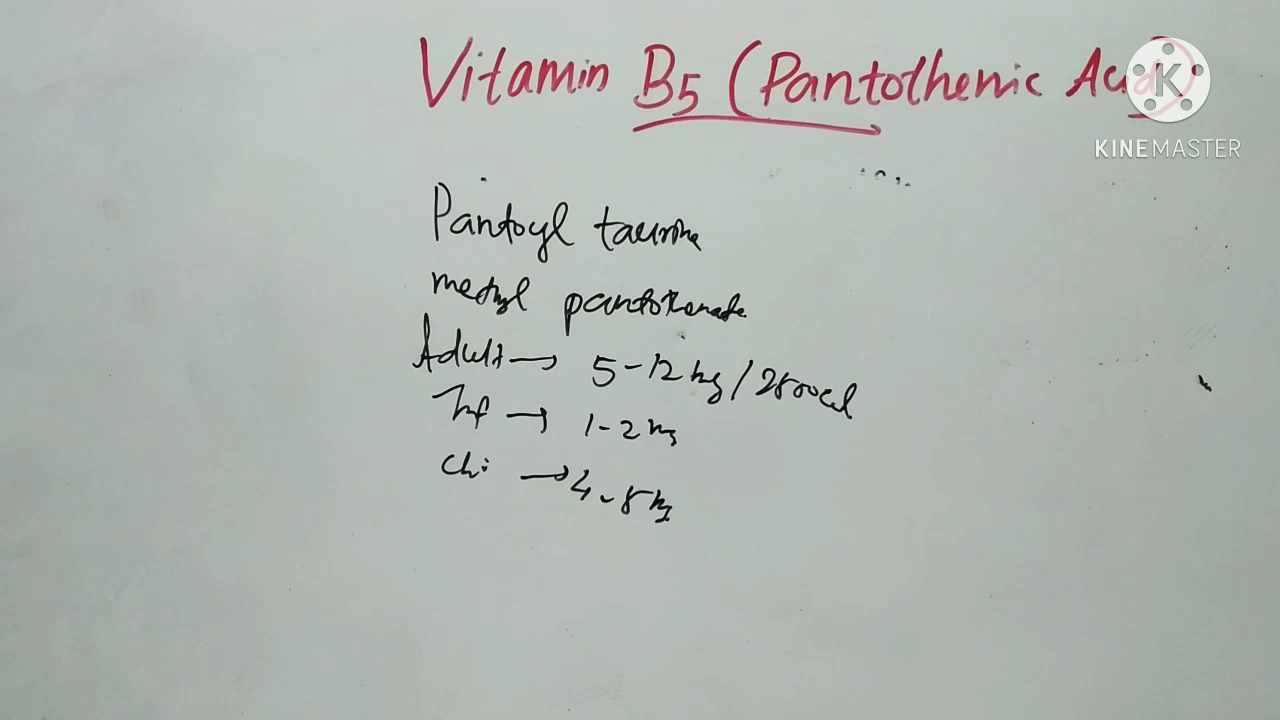 Vitamin B5 (Pantothenic Acid)
KINEMASTER
Pantoyl taurine
methyl pantothenate
Adult → 5-12 mg / 2800 cal
Inf → 1-2 mg
Chi → 4-8 mg